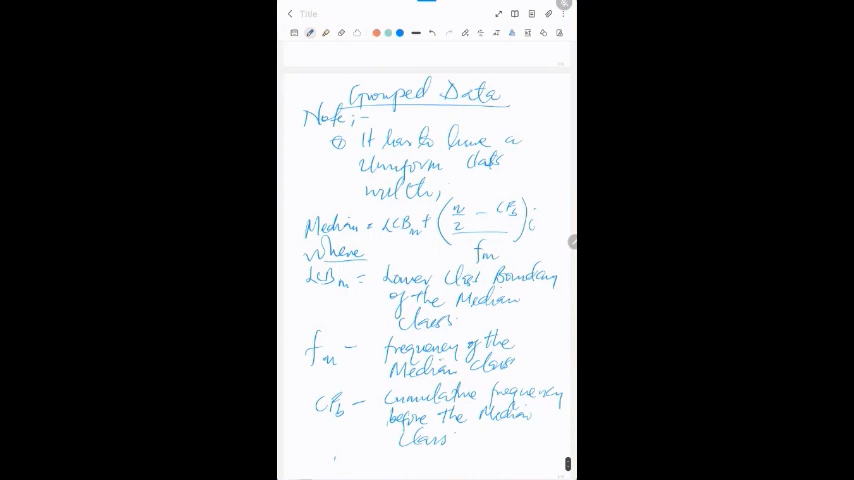 Title
Grouped Data
Note;-
① It has to have a
Uniform class
width;
Median = LCBm + (n/2 - CFb / fm) i
where
LCBm = Lower Class Boundary
of the Median
Class.
fm - frequency of the
Median Class
CFb - Cumulative frequency
before the Median
Class.